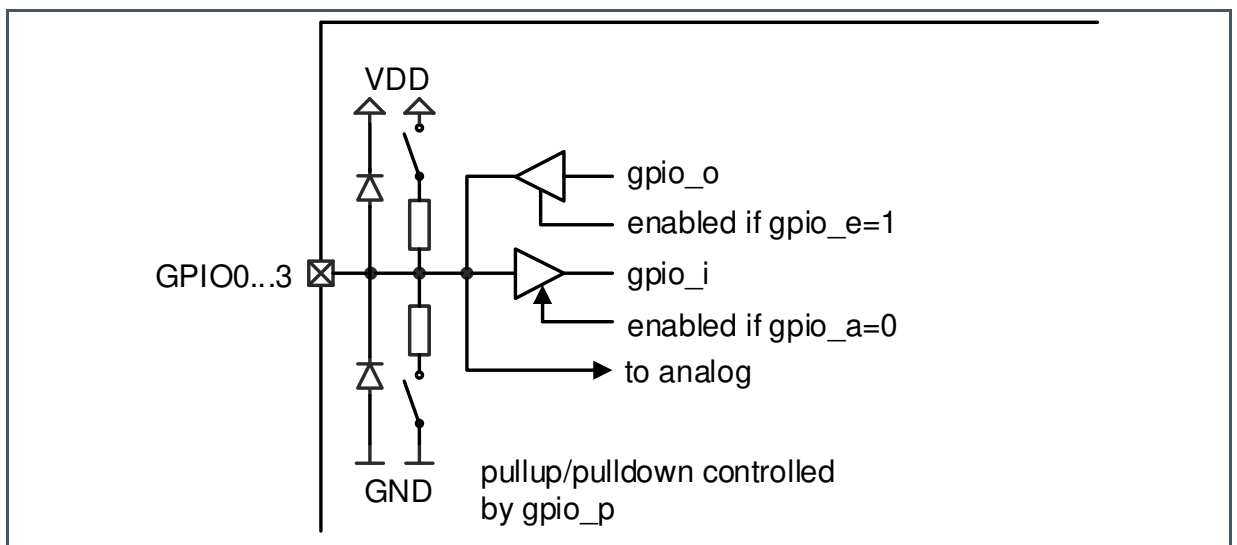 VDD
gpio_o
enabled if gpio_e=1
GPIO0...3
gpio_i
enabled if gpio_a=0
to analog
GND
pullup/pulldown controlled
by gpio_p